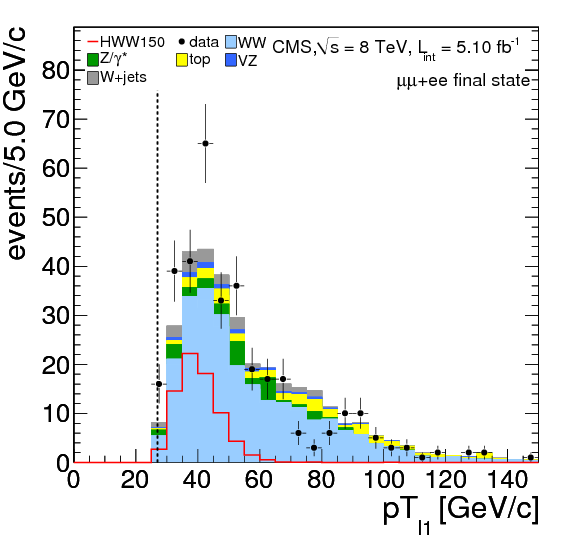 HWW150 data WW
Z/γ* top VZ
W+jets
CMS,√s = 8 TeV, L_int = 5.10 fb⁻¹
μμ+ee final state
events/5.0 GeV/c
80
70
60
50
40
30
20
10
0
0 20 40 60 80 100 120 140
pT_l1 [GeV/c]